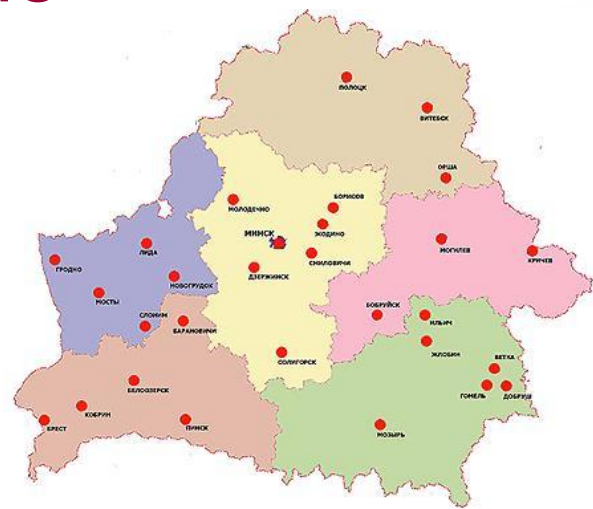 ПОЛОЦК
ВИТЕБСК
ОРША
МОЛОДЕЧНО
БОРИСОВ
ЖОДИНО
МИНСК
СМИЛОВИЧИ
ДЗЕРЖИНСК
МОГИЛЕВ
КРИЧЕВ
ЛИДА
ГРОДНО
НОВОГРУДОК
МОСТЫ
СЛОНИМ
БАРАНОВИЧИ
БОБРУЙСК
ИЛЬИЧ
ЖЛОБИН
СОЛИГОРСК
ВЕТКА
ГОМЕЛЬ
ДОБРУШ
БЕЛООЗЕРСК
КОБРИН
БРЕСТ
ПИНСК
МОЗЫРЬ